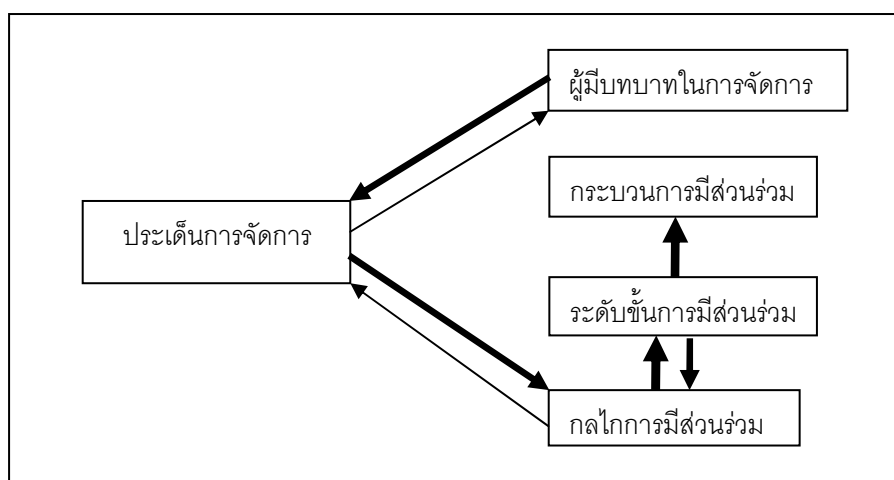 ผู้มีบทบาทในการจัดการ
กระบวนการมีส่วนร่วม
ประเด็นการจัดการ
ระดับขั้นการมีส่วนร่วม
กลไกการมีส่วนร่วม